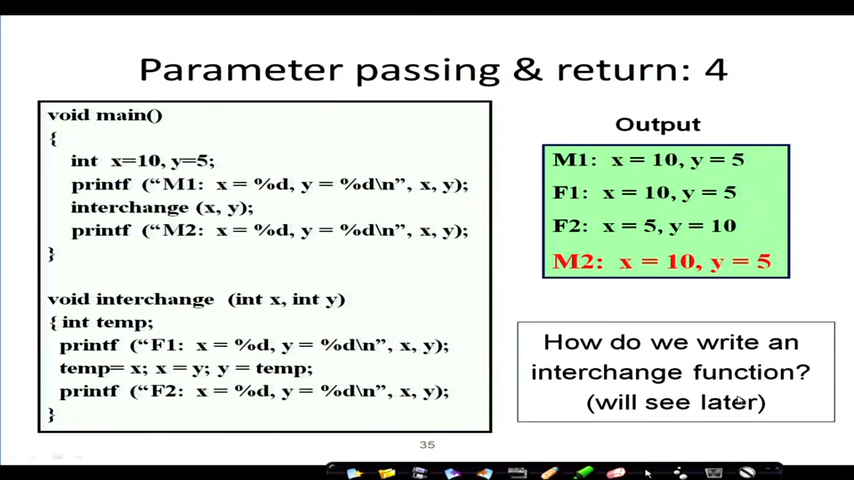 Parameter passing & return: 4
void main()
{
int x=10, y=5;
printf (“M1: x = %d, y = %d\n”, x, y);
interchange (x, y);
printf (“M2: x = %d, y = %d\n”, x, y);
}
void interchange (int x, int y)
{ int temp;
printf (“F1: x = %d, y = %d\n”, x, y);
temp= x; x = y; y = temp;
printf (“F2: x = %d, y = %d\n”, x, y);
}
Output
M1: x = 10, y = 5
F1: x = 10, y = 5
F2: x = 5, y = 10
M2: x = 10, y = 5
How do we write an
interchange function?
(will see later)
35